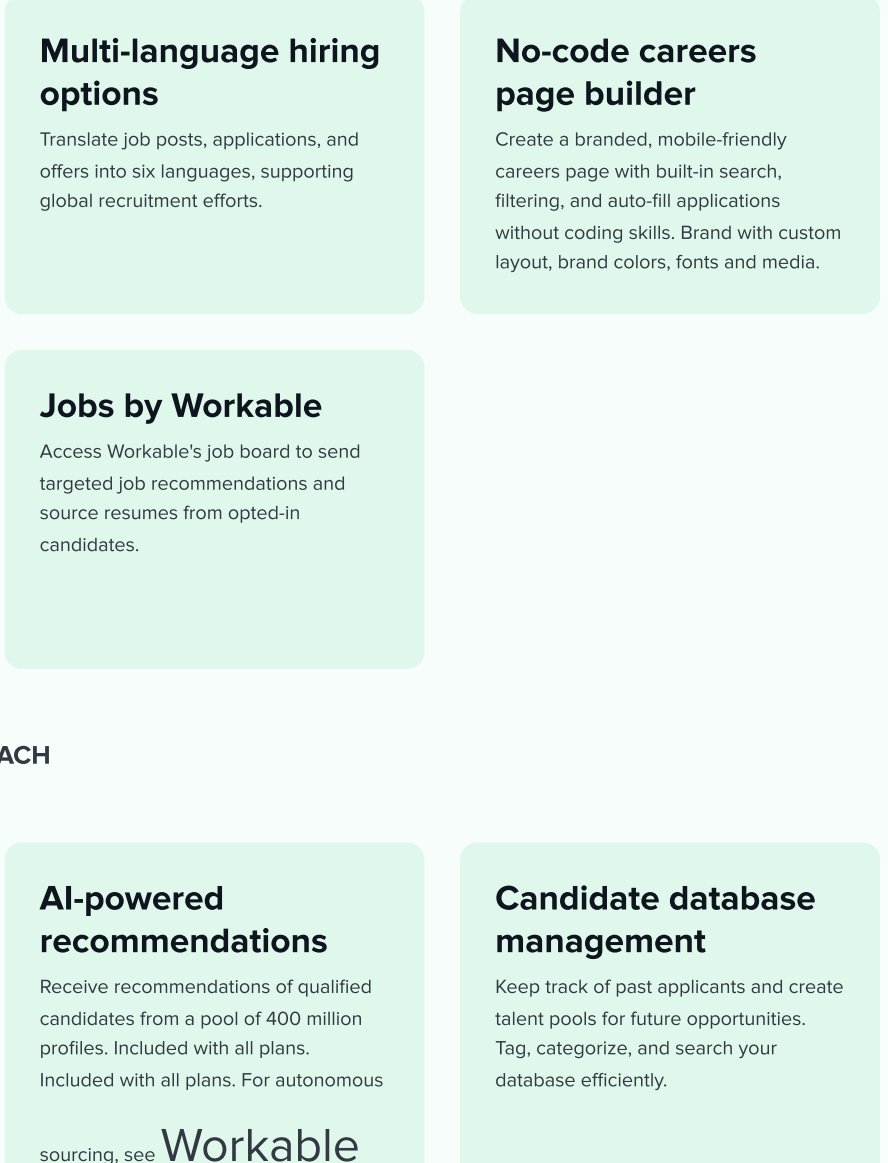 Multi-language hiring
options
Translate job posts, applications, and
offers into six languages, supporting
global recruitment efforts.
No-code careers
page builder
Create a branded, mobile-friendly
careers page with built-in search,
filtering, and auto-fill applications
without coding skills. Brand with custom
layout, brand colors, fonts and media.
Jobs by Workable
Access Workable's job board to send
targeted job recommendations and
source resumes from opted-in
candidates.
ACH
AI-powered
recommendations
Receive recommendations of qualified
candidates from a pool of 400 million
profiles. Included with all plans.
Included with all plans. For autonomous
sourcing, see Workable
Candidate database
management
Keep track of past applicants and create
talent pools for future opportunities.
Tag, categorize, and search your
database efficiently.